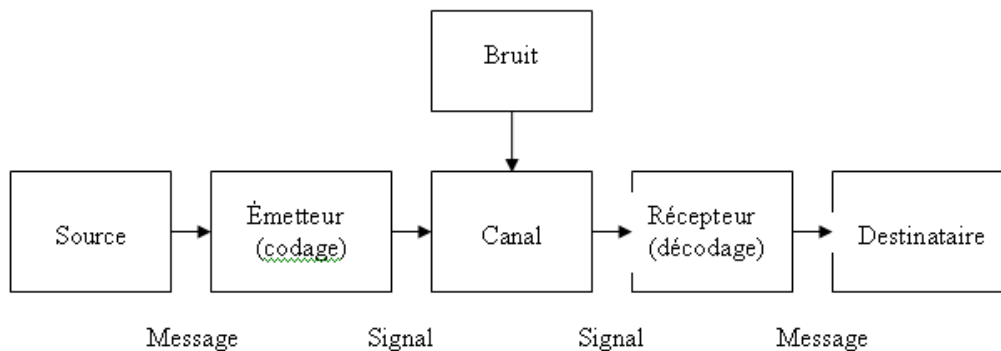 Bruit
Source
Émetteur
(codage)
Canal
Récepteur
(décodage)
Destinataire
Message
Signal
Signal
Message